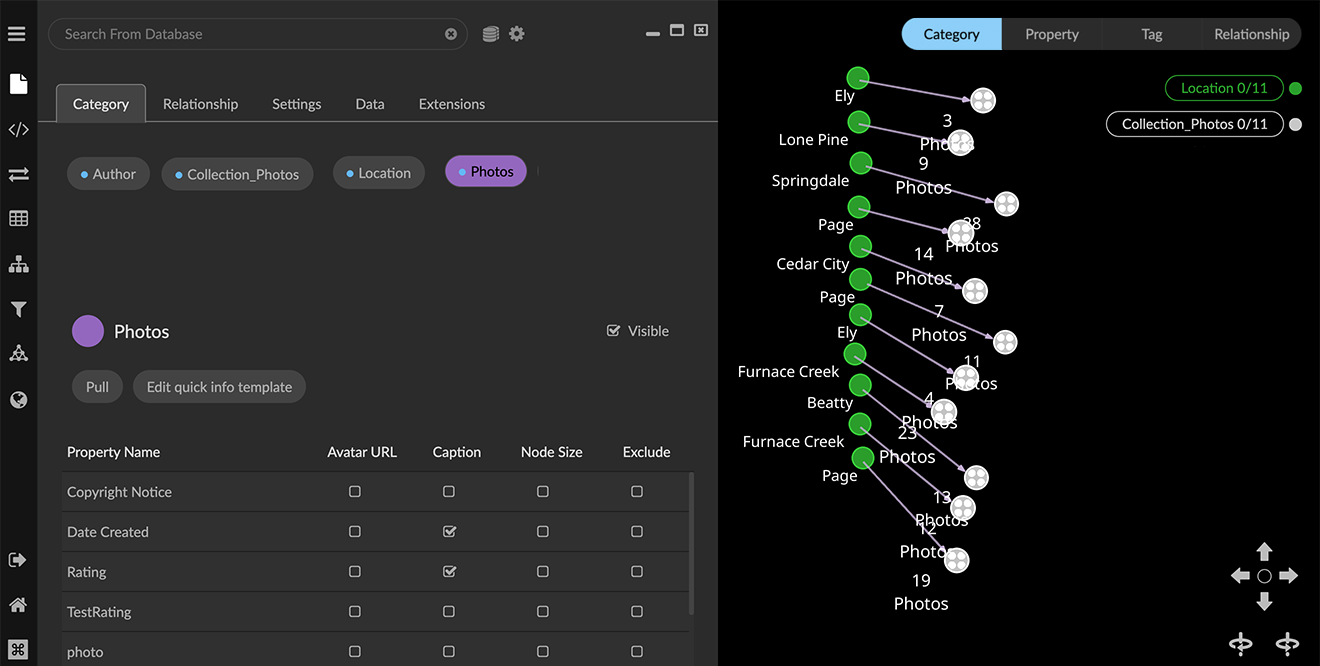 Search From Database
Category
Relationship
Settings
Data
Extensions
Author
Collection_Photos
Location
Photos
Photos
Visible
Pull
Edit quick info template
Property Name
Avatar URL
Caption
Node Size
Exclude
Copyright Notice
Date Created
Rating
TestRating
photo
Category
Property
Tag
Relationship
Location 0/11
Collection_Photos 0/11
Ely
3
Photos
Lone Pine
9
Photos
Springdale
28
Photos
Page
14
Photos
Cedar City
7
Photos
Page
11
Photos
Ely
4
Photos
Furnace Creek
23
Photos
Beatty
13
Photos
Furnace Creek
12
Photos
Page
19
Photos